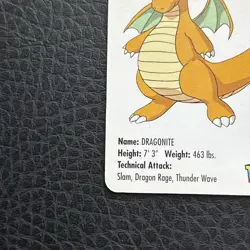 Name: DRAGONITE
Height: 7' 3" Weight: 463 lbs.
Technical Attack:
Slam, Dragon Rage, Thunder Wave